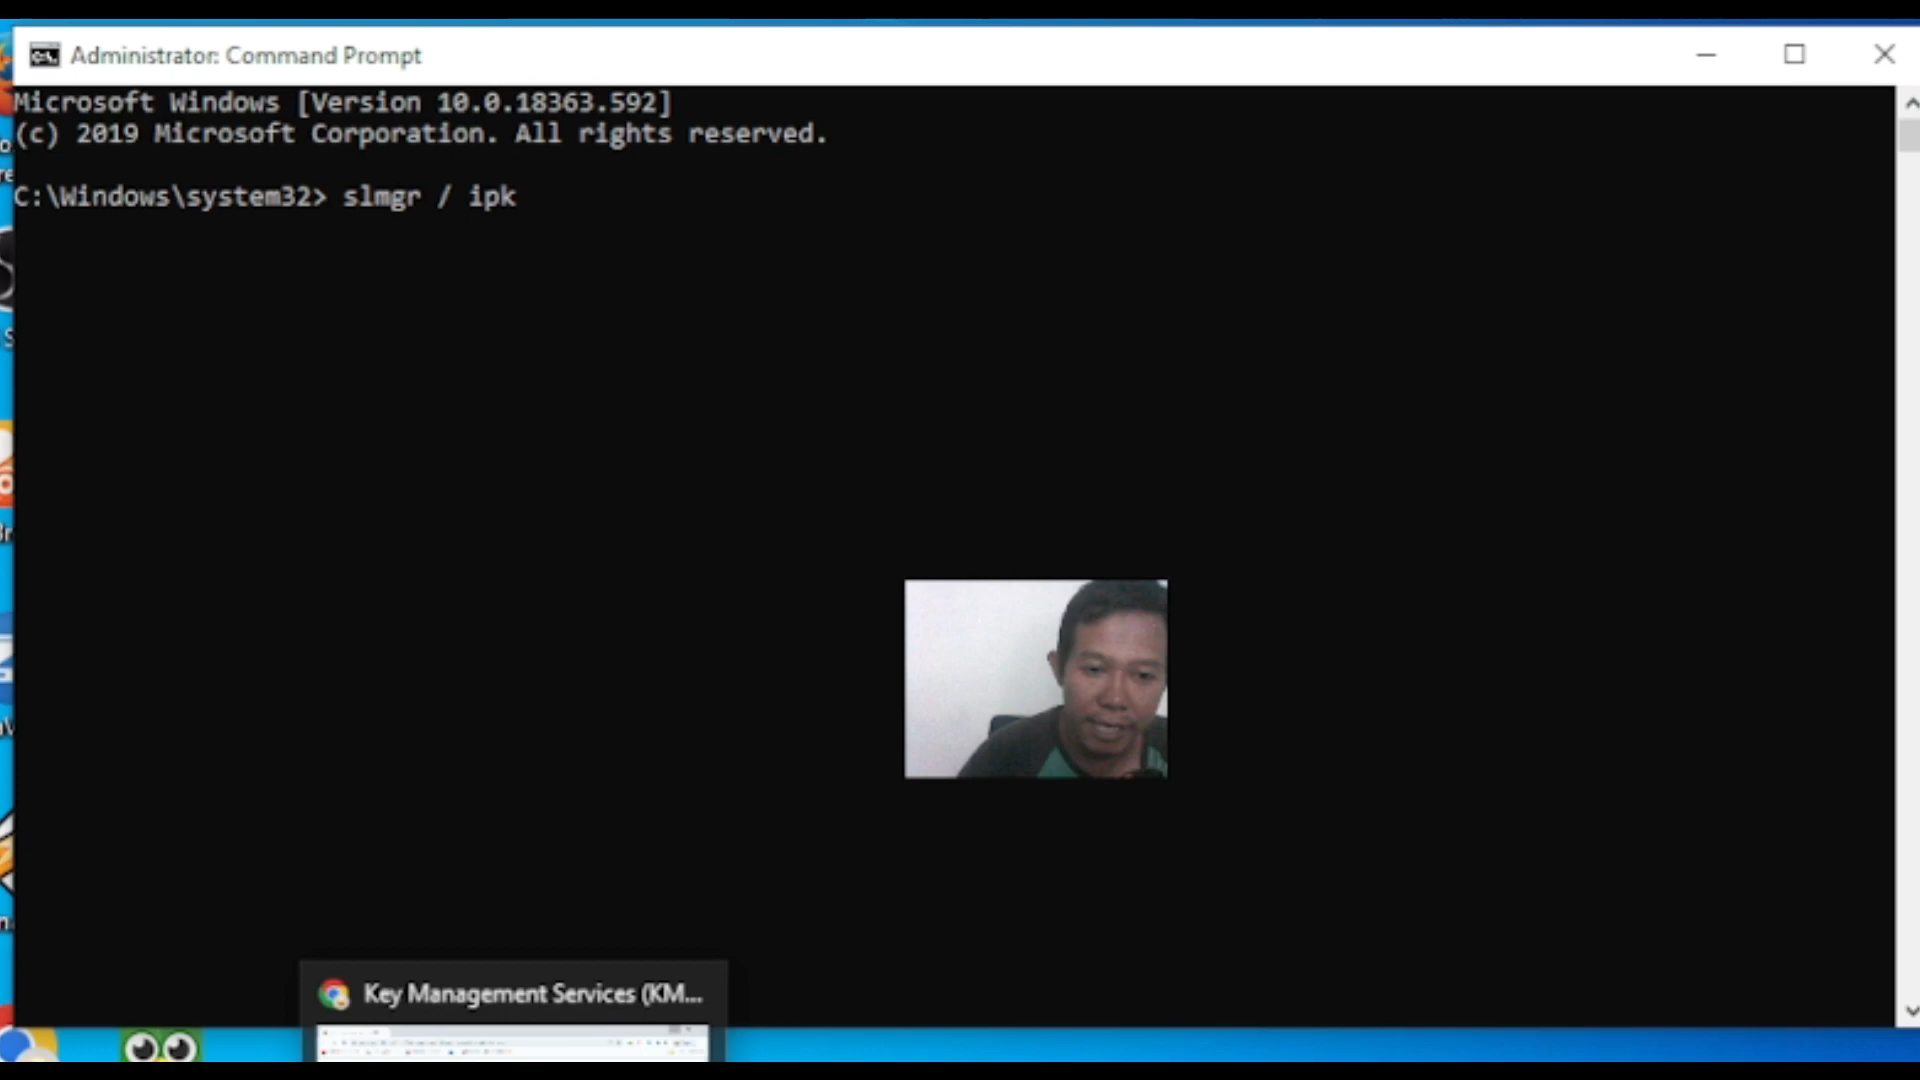 Administrator: Command Prompt
Microsoft Windows [Version 10.0.18363.592]
(c) 2019 Microsoft Corporation. All rights reserved.
C:\Windows\system32> slmgr / ipk
Key Management Services (KM...